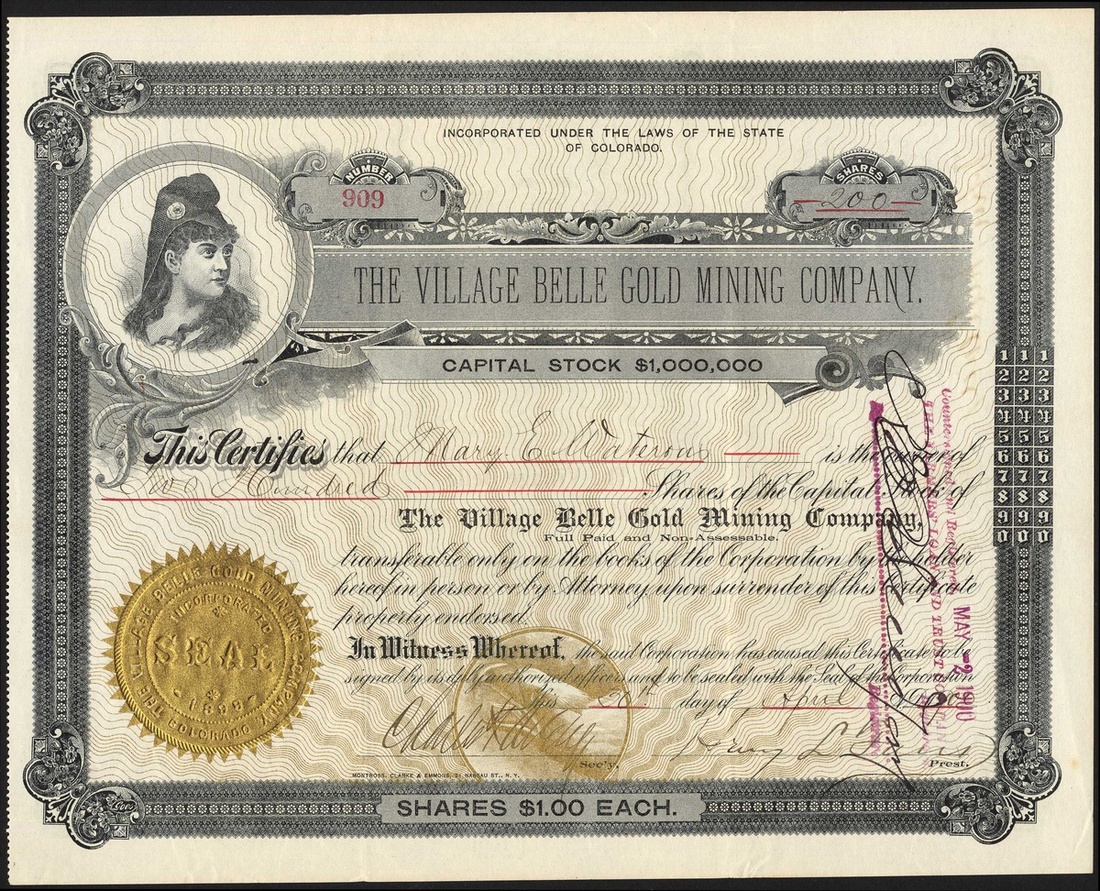 INCORPORATED UNDER THE LAWS OF THE STATE
OF COLORADO.
NUMBER
909
SHARES
-200-
THE VILLAGE BELLE GOLD MINING COMPANY.
CAPITAL STOCK $1,000,000
This Certifies that Mary E. Waterous is the owner of
Two Hundred Shares of the Capital Stock of
The Village Belle Gold Mining Company,
Full Paid and Non-Assessable.
transferable only on the books of the Corporation by the holder
hereof in person or by Attorney upon surrender of this Certificate
properly endorsed.
In Witness Whereof, the said Corporation has caused this Certificate to be
signed by its duly authorized officers and to be sealed with the Seal of the Corporation
this 20th day of April
Sec'y.
Prest.
MONTROSS, CLARKE & EMMONS, NASSAU ST., N.Y.
SHARES $1.00 EACH.
THE VILLAGE BELLE GOLD MINING COMPANY
INCORPORATED
SEAL
COLORADO
Countersigned and Registered
TRUST
MAY -2 1900
1 1 1
2 2 2
3 3 3
4 4 4
5 5 5
6 6 6
7 7 7
8 8 8
9 9 9
0 0 0